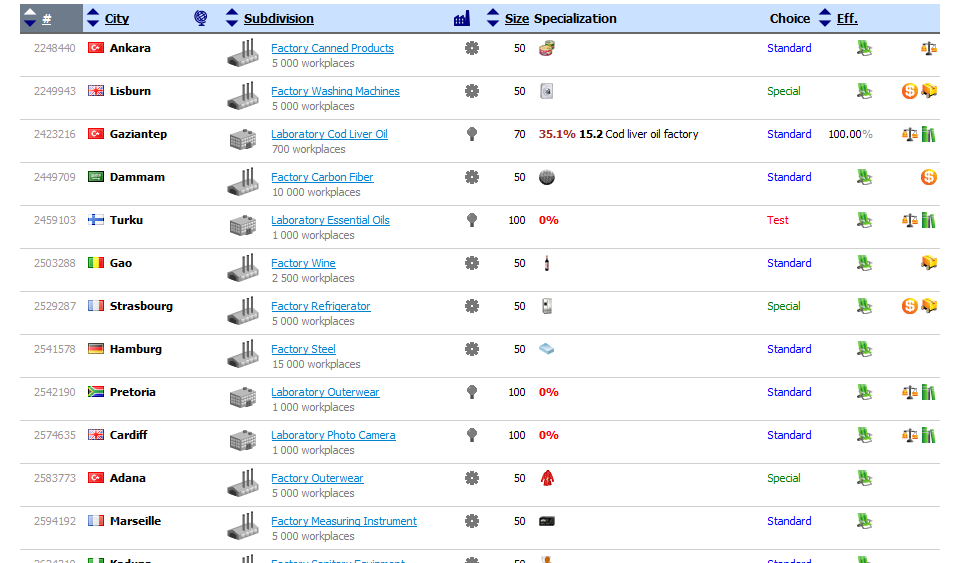 # City Subdivision Size Specialization Choice Eff.
2248440 Ankara Factory Canned Products 50 Standard
5 000 workplaces
2249943 Lisburn Factory Washing Machines 50 Special
5 000 workplaces
2423216 Gaziantep Laboratory Cod Liver Oil 70 35.1% 15.2 Cod liver oil factory Standard 100.00%
700 workplaces
2449709 Dammam Factory Carbon Fiber 50 Standard
10 000 workplaces
2459103 Turku Laboratory Essential Oils 100 0% Test
1 000 workplaces
2503288 Gao Factory Wine 50 Standard
2 500 workplaces
2529287 Strasbourg Factory Refrigerator 50 Special
5 000 workplaces
2541578 Hamburg Factory Steel 50 Standard
15 000 workplaces
2542190 Pretoria Laboratory Outerwear 100 0% Standard
1 000 workplaces
2574635 Cardiff Laboratory Photo Camera 100 0% Standard
1 000 workplaces
2583773 Adana Factory Outerwear 50 Special
5 000 workplaces
2594192 Marseille Factory Measuring Instrument 50 Standard
5 000 workplaces